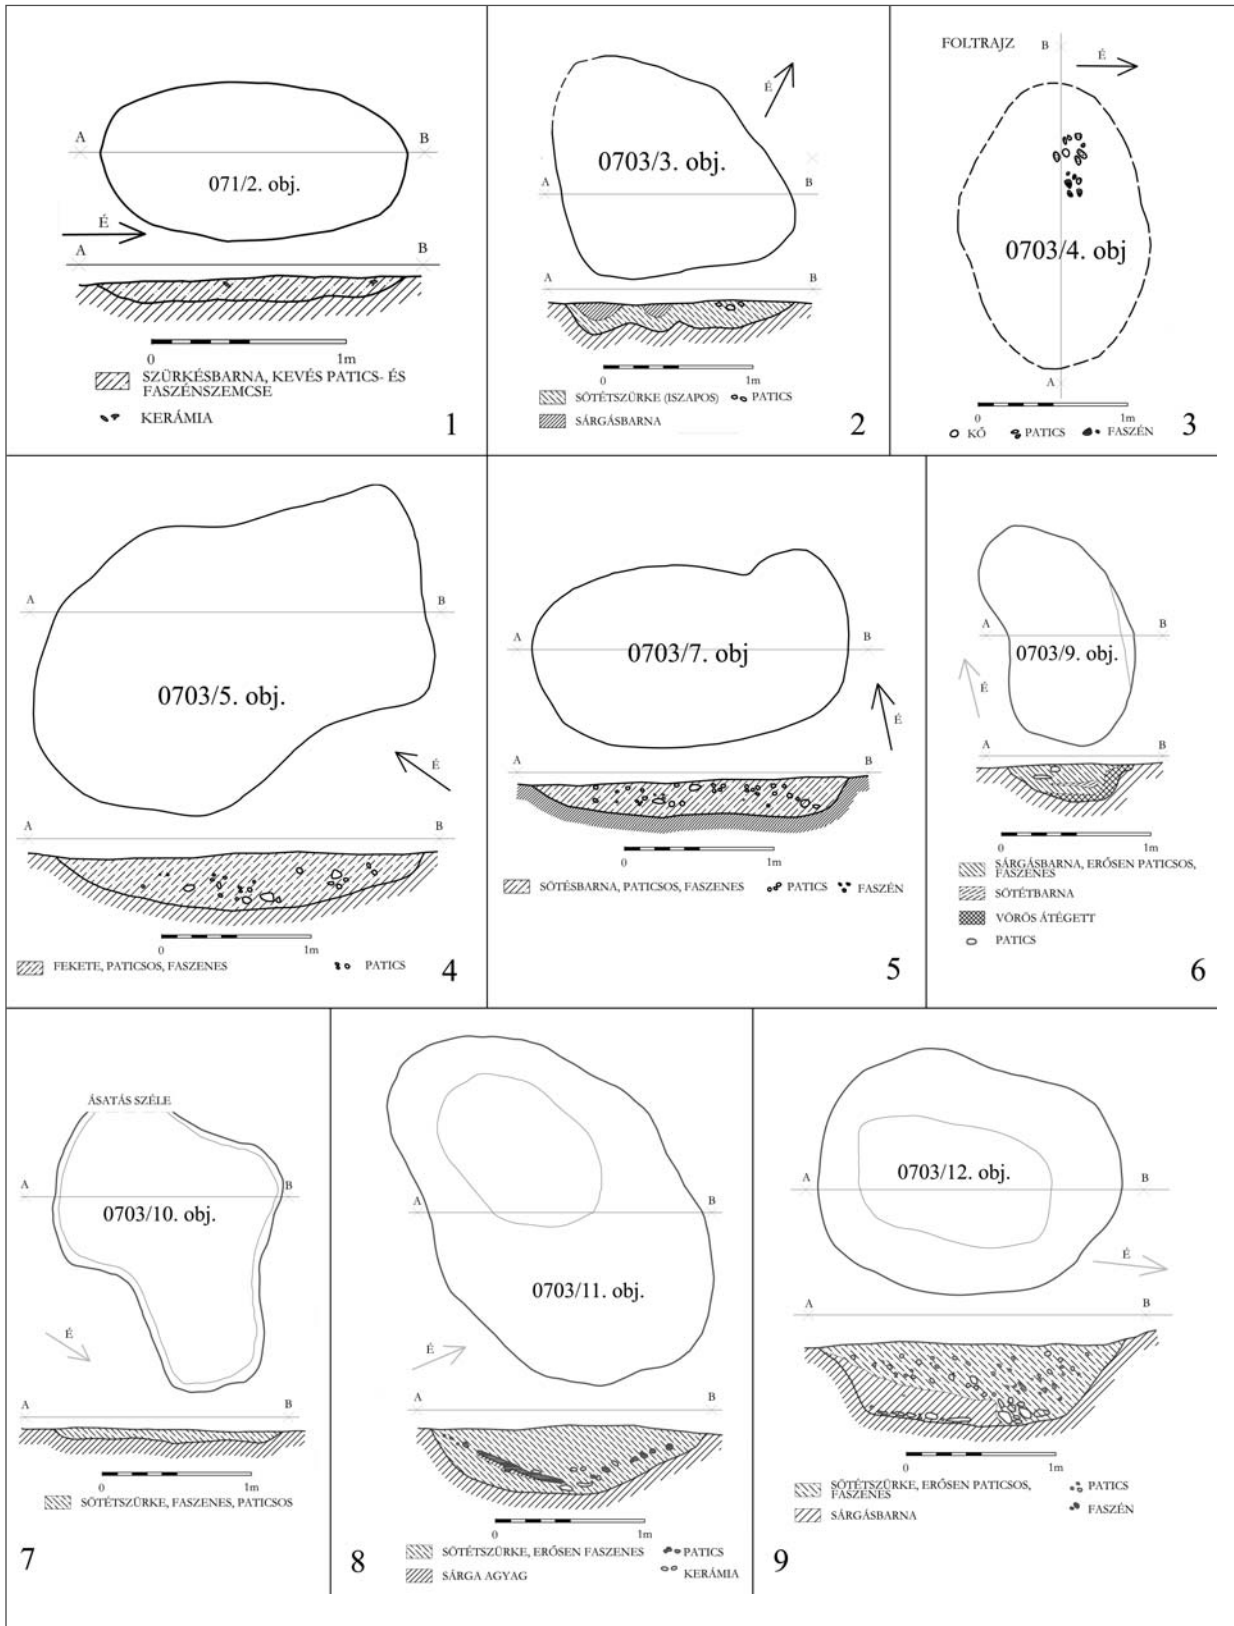 A
B
071/2. obj.
É
A
B
0 1m
SZÜRKÉSBARNA, KEVÉS PATICS- ÉS
FASZÉNSZEMCSE
KERÁMIA
1
É
0703/3. obj.
A
B
A
B
0 1m
SÖTÉTSZÜRKE (ISZAPOS) PATICS
SÁRGÁSBARNA
2
FOLTRAJZ
B
É
0703/4. obj
A
0 1m
KŐ PATICS FASZÉN
3
A
B
0703/5. obj.
É
A
B
0 1m
FEKETE, PATICSOS, FASZENES PATICS
4
A
B
0703/7. obj
É
A
B
0 1m
SÖTÉSBARNA, PATICSOS, FASZENES PATICS FASZÉN
5
A
B
0703/9. obj.
É
A
B
0 1m
SÁRGÁSBARNA, ERŐSEN PATICSOS,
FASZENES
SÖTÉTBARNA
VÖRÖS ÁTÉGETT
PATICS
6
ÁSATÁS SZÉLE
A
B
0703/10. obj.
É
A
B
0 1m
SÖTÉTSZÜRKE, FASZENES, PATICSOS
7
A
B
0703/11. obj.
É
A
B
0 1m
SÖTÉTSZÜRKE, ERŐSEN FASZENES PATICS
SÁRGA AGYAG KERÁMIA
8
0703/12. obj.
A
B
É
A
B
0 1m
SÖTÉTSZÜRKE, ERŐSEN PATICSOS,
FASZENES
PATICS
SÁRGÁSBARNA
FASZÉN
9